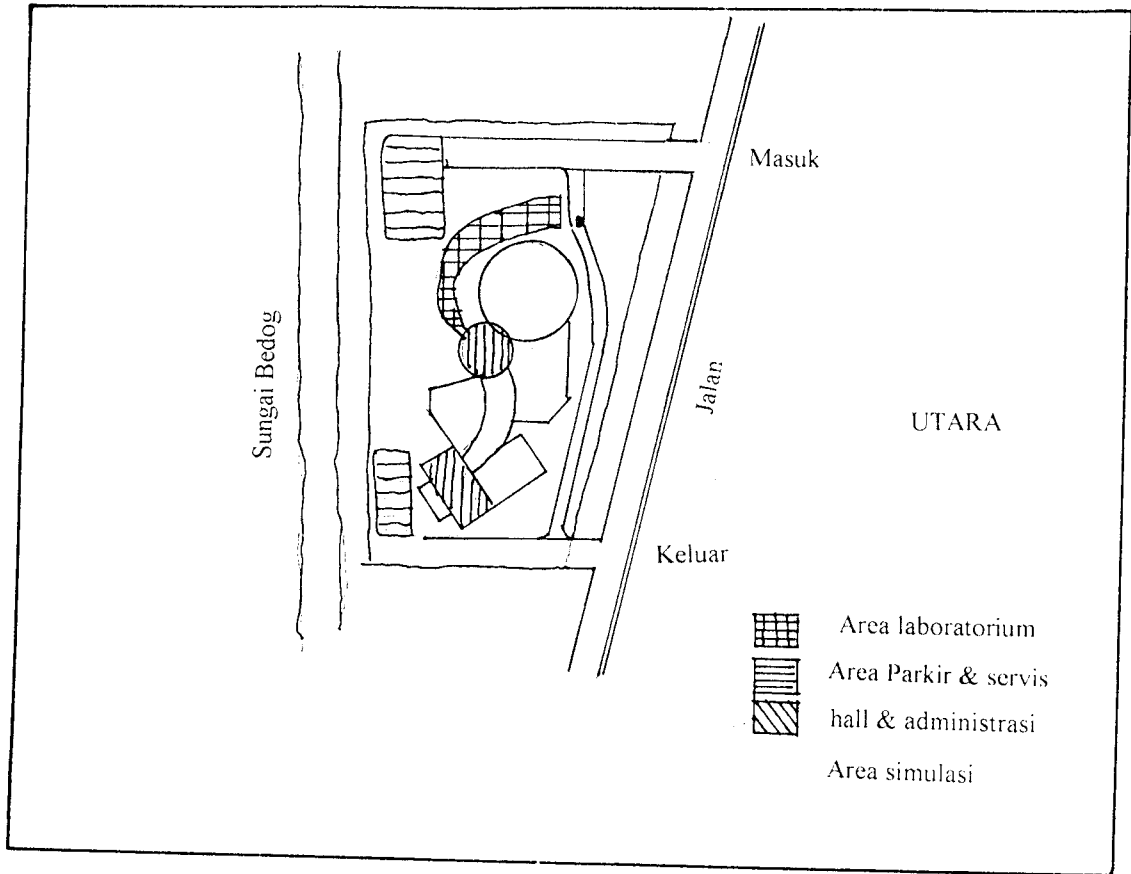 Masuk
Sungai Bedog
Jalan
UTARA
Keluar
Area laboratorium
Area Parkir & servis
hall & administrasi
Area simulasi